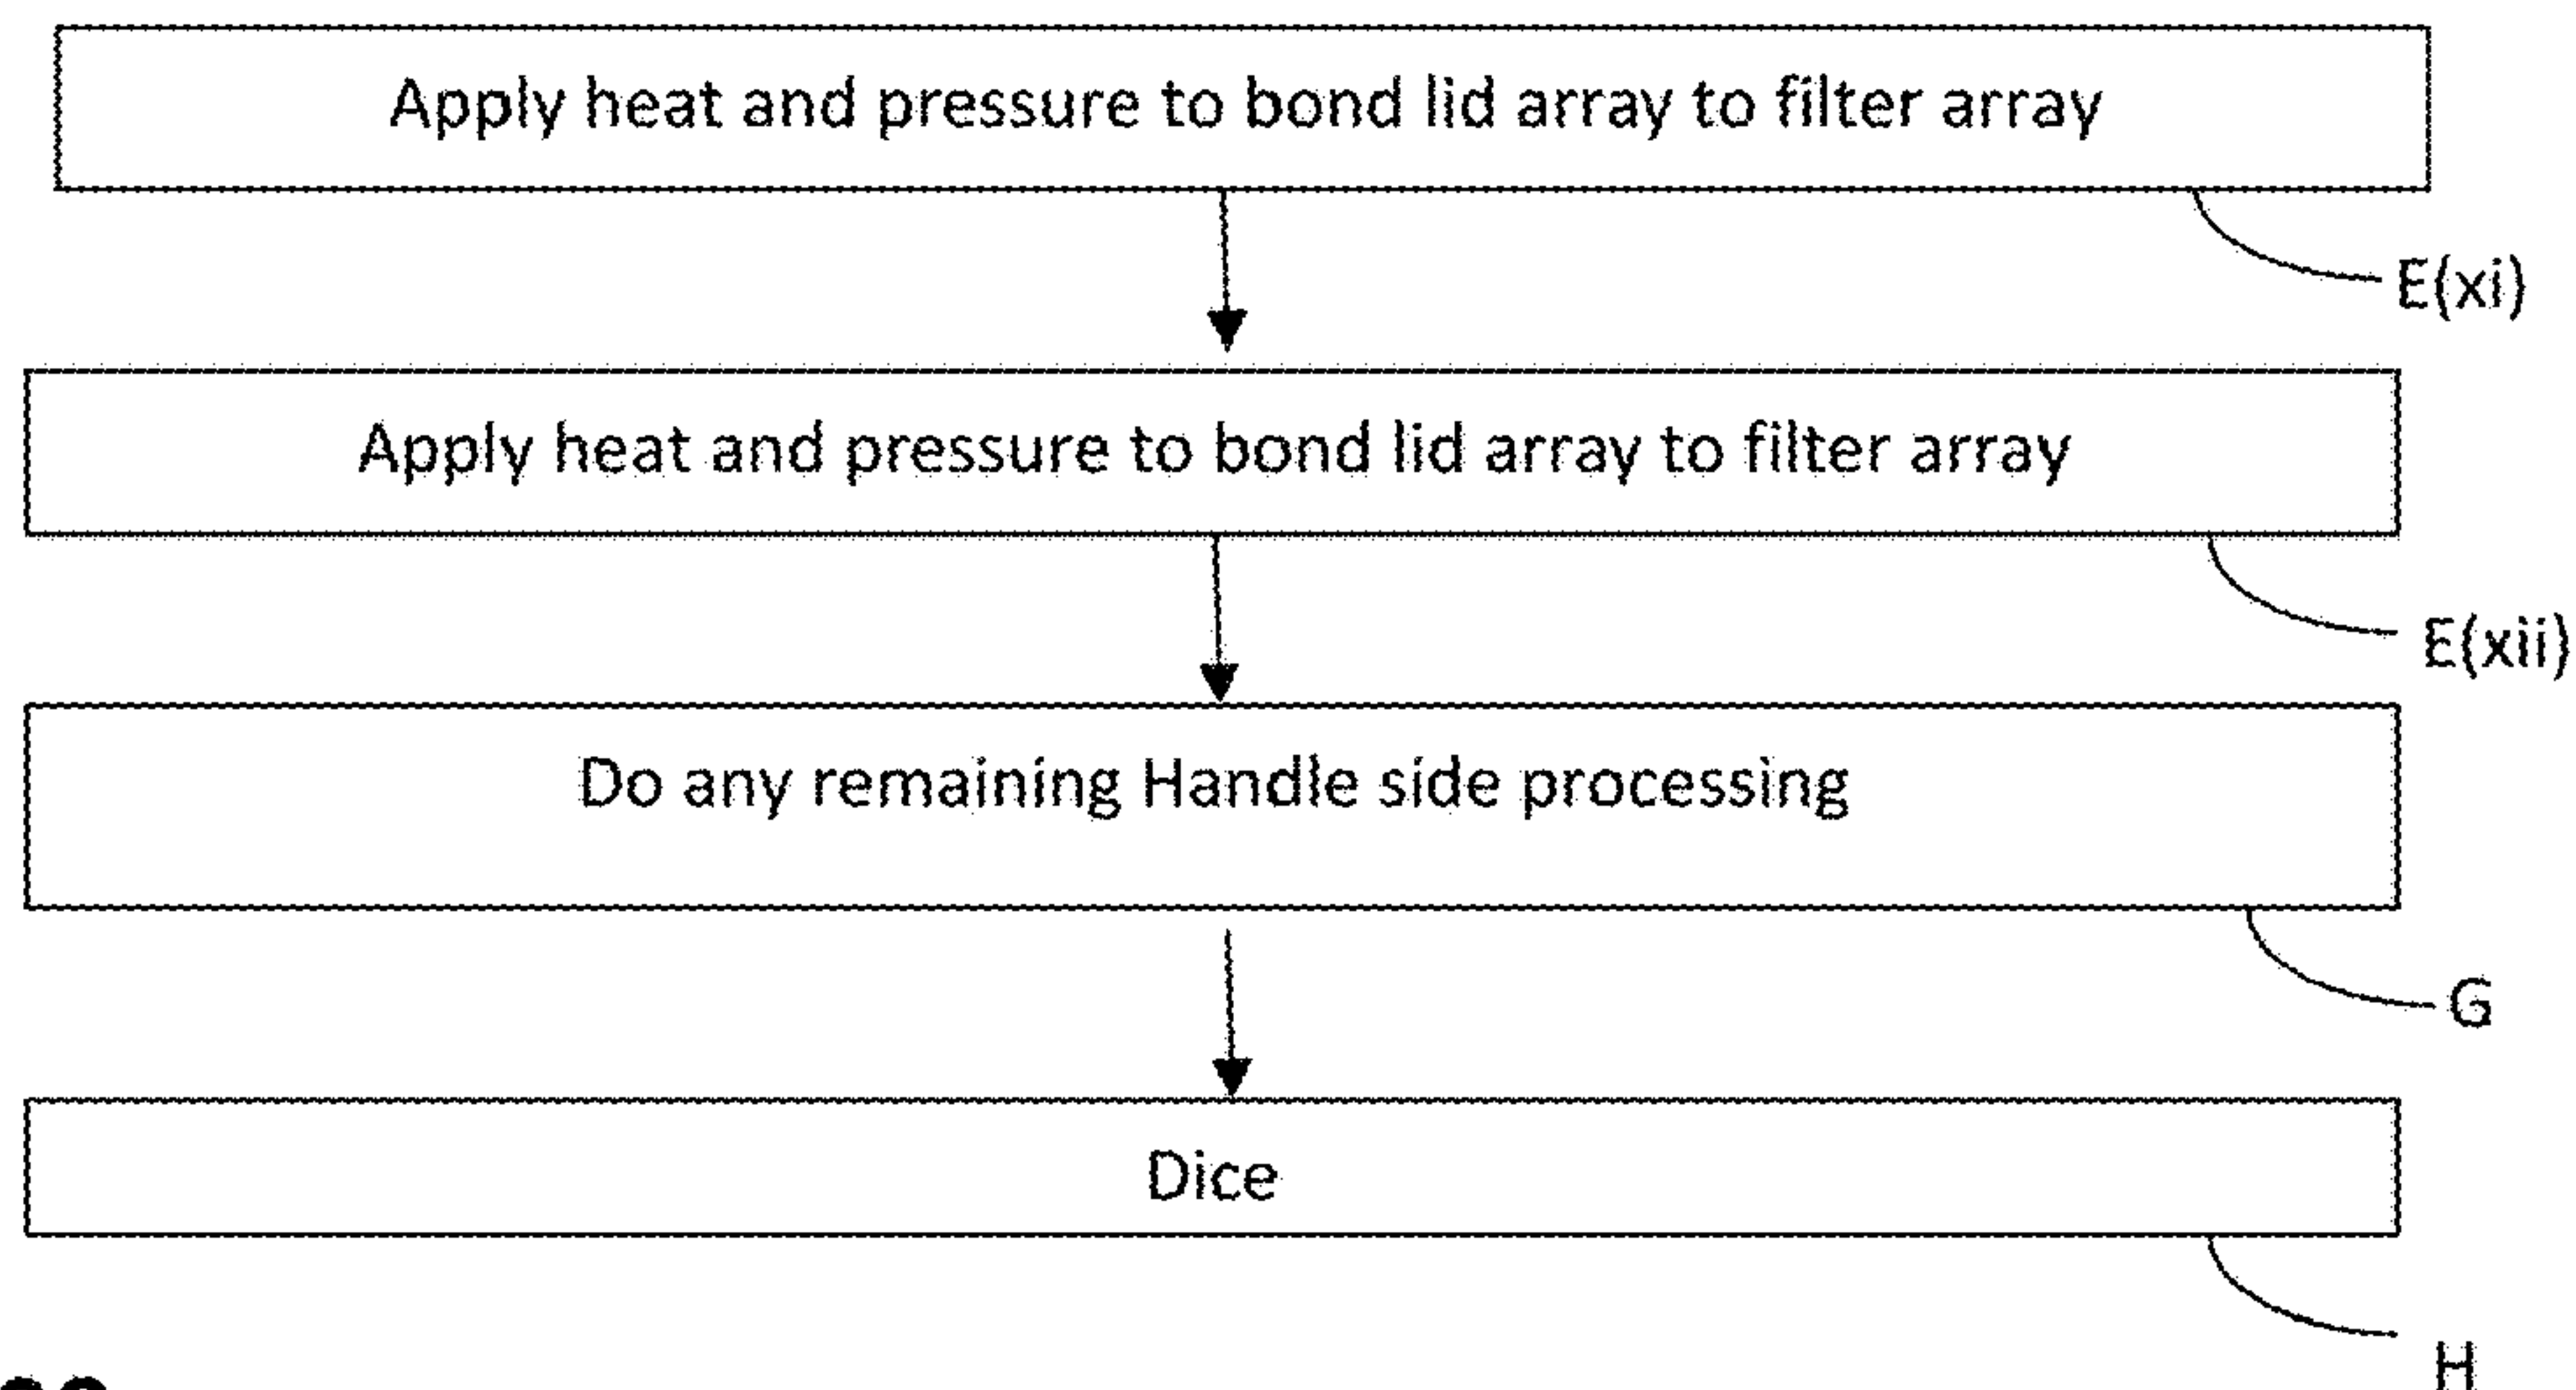 Apply heat and pressure to bond lid array to filter array
E(xi)
Apply heat and pressure to bond lid array to filter array
E(xii)
Do any remaining Handle side processing
G
Dice
H